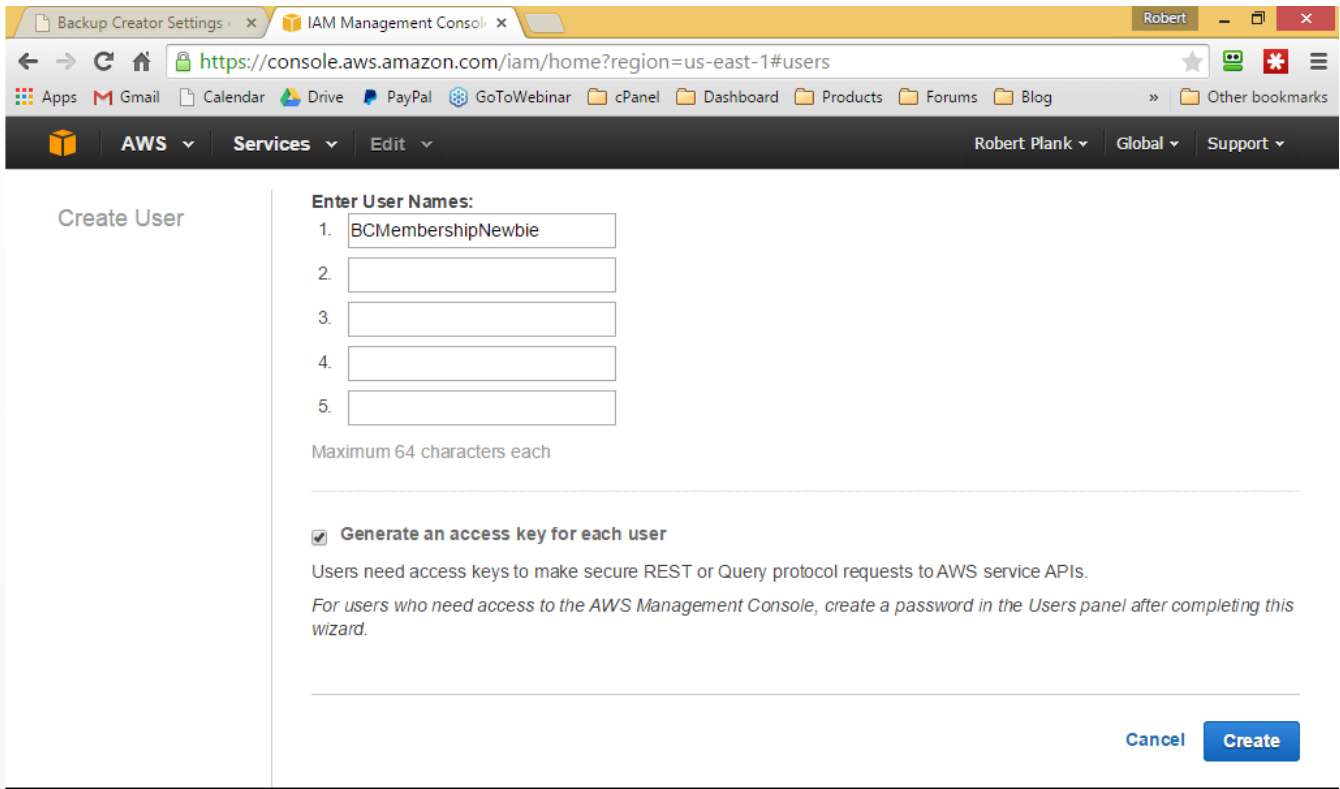 Backup Creator Settings
IAM Management Consol
Robert
https://console.aws.amazon.com/iam/home?region=us-east-1#users
Apps Gmail Calendar Drive PayPal GoToWebinar cPanel Dashboard Products Forums Blog » Other bookmarks
AWS Services Edit Robert Plank Global Support
Create User
Enter User Names:
1. BCMembershipNewbie
2.
3.
4.
5.
Maximum 64 characters each
Generate an access key for each user
Users need access keys to make secure REST or Query protocol requests to AWS service APIs.
For users who need access to the AWS Management Console, create a password in the Users panel after completing this
wizard.
Cancel Create